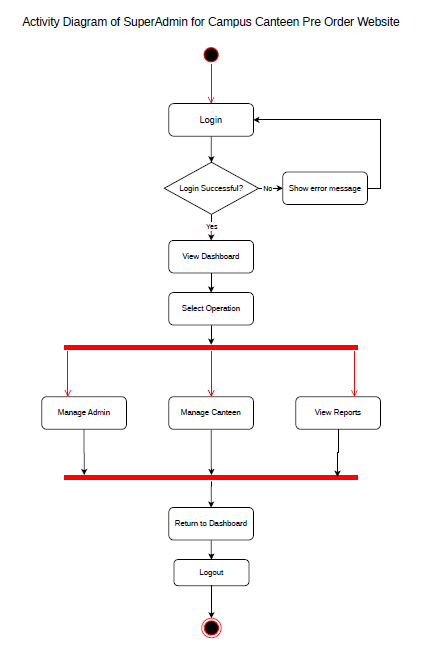 Activity Diagram of SuperAdmin for Campus Canteen Pre Order Website
Login
Login Successful?
No
Show error message
Yes
View Dashboard
Select Operation
Manage Admin
Manage Canteen
View Reports
Return to Dashboard
Logout